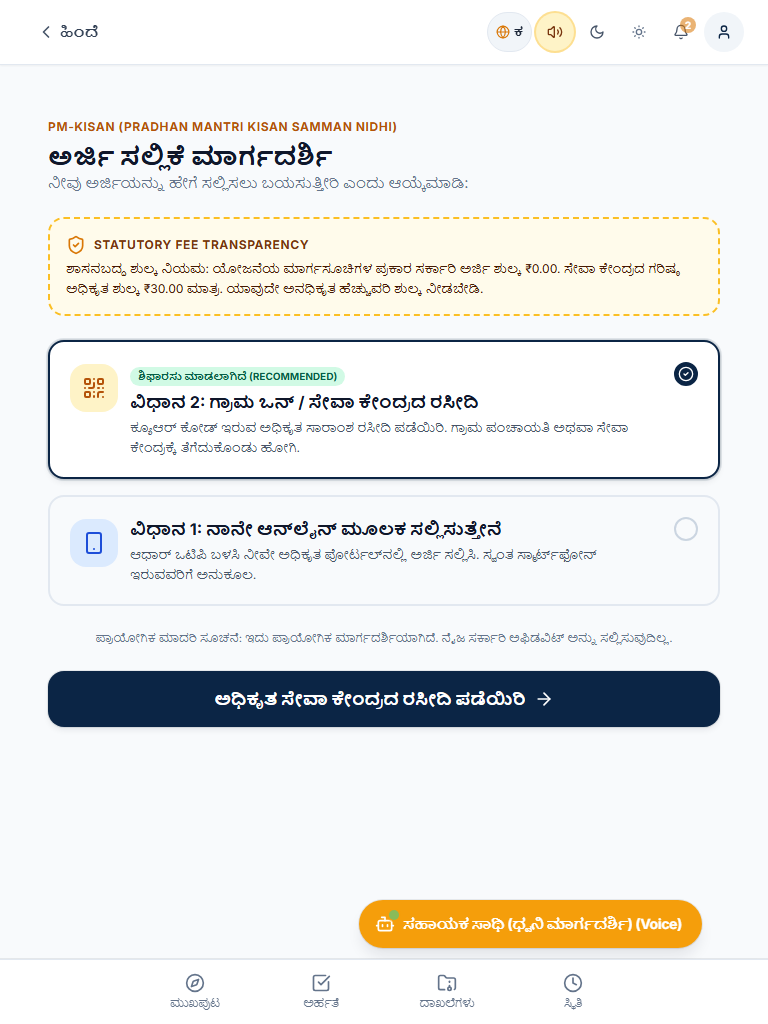 ಹಿಂದೆ
ಕ
2
PM-KISAN (PRADHAN MANTRI KISAN SAMMAN NIDHI)
ಅರ್ಜಿ ಸಲ್ಲಿಕೆ ಮಾರ್ಗದರ್ಶಿ
ನೀವು ಅರ್ಜಿಯನ್ನು ಹೇಗೆ ಸಲ್ಲಿಸಲು ಬಯಸುತ್ತೀರಿ ಎಂದು ಆಯ್ಕೆಮಾಡಿ:
STATUTORY FEE TRANSPARENCY
ಶಾಸನಬದ್ಧ ಶುಲ್ಕ ನಿಯಮ: ಯೋಜನೆಯ ಮಾರ್ಗಸೂಚಿಗಳ ಪ್ರಕಾರ ಸರ್ಕಾರಿ ಅರ್ಜಿ ಶುಲ್ಕ ₹0.00. ಸೇವಾ ಕೇಂದ್ರದ ಗರಿಷ್ಠ
ಅಧಿಕೃತ ಶುಲ್ಕ ₹30.00 ಮಾತ್ರ. ಯಾವುದೇ ಅನಧಿಕೃತ ಹೆಚ್ಚುವರಿ ಶುಲ್ಕ ನೀಡಬೇಡಿ.
ಶಿಫಾರಸು ಮಾಡಲಾಗಿದೆ (RECOMMENDED)
ವಿಧಾನ 2: ಗ್ರಾಮ ಒನ್ / ಸೇವಾ ಕೇಂದ್ರದ ರಸೀದಿ
ಕ್ಯೂಆರ್ ಕೋಡ್ ಇರುವ ಅಧಿಕೃತ ಸಾರಾಂಶ ರಸೀದಿ ಪಡೆಯಿರಿ. ಗ್ರಾಮ ಪಂಚಾಯತಿ ಅಥವಾ ಸೇವಾ
ಕೇಂದ್ರಕ್ಕೆ ತೆಗೆದುಕೊಂಡು ಹೋಗಿ.
ವಿಧಾನ 1: ನಾನೇ ಆನ್‌ಲೈನ್ ಮೂಲಕ ಸಲ್ಲಿಸುತ್ತೇನೆ
ಆಧಾರ್ ಒಟಿಪಿ ಬಳಸಿ ನೀವೇ ಅಧಿಕೃತ ಪೋರ್ಟಲ್‌ನಲ್ಲಿ ಅರ್ಜಿ ಸಲ್ಲಿಸಿ. ಸ್ವಂತ ಸ್ಮಾರ್ಟ್‌ಫೋನ್
ಇರುವವರಿಗೆ ಅನುಕೂಲ.
ಪ್ರಾಯೋಗಿಕ ಮಾದರಿ ಸೂಚನೆ: ಇದು ಪ್ರಾಯೋಗಿಕ ಮಾರ್ಗದರ್ಶಿಯಾಗಿದೆ. ನೈಜ ಸರ್ಕಾರಿ ಅಫಿಡವಿಟ್ ಅನ್ನು ಸಲ್ಲಿಸುವುದಿಲ್ಲ.
ಅಧಿಕೃತ ಸೇವಾ ಕೇಂದ್ರದ ರಸೀದಿ ಪಡೆಯಿರಿ
ಸಹಾಯಕ ಸಾಥಿ (ಧ್ವನಿ ಮಾರ್ಗದರ್ಶಿ) (Voice)
ಮುಖಪುಟ
ಅರ್ಹತೆ
ದಾಖಲೆಗಳು
ಸ್ಥಿತಿ